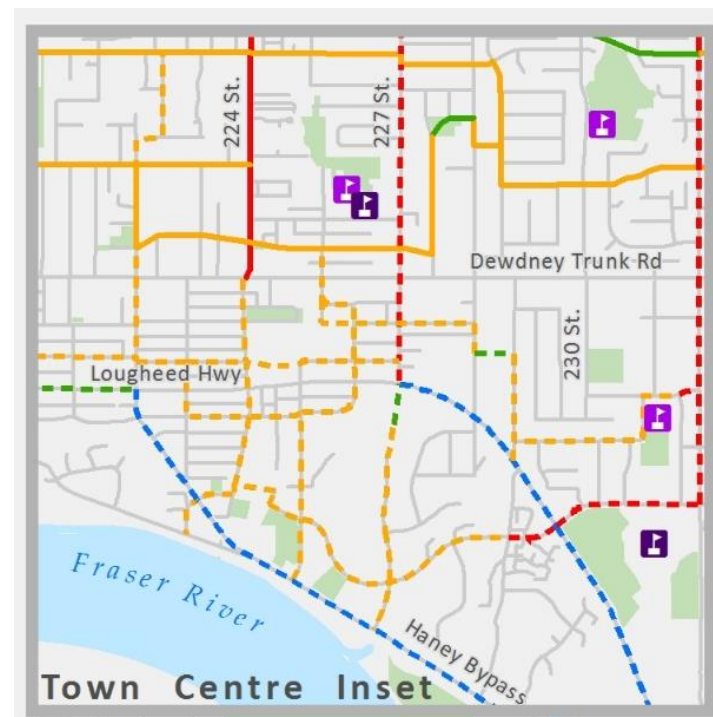 224 St.
227 St.
Dewdney Trunk Rd
230 St.
Lougheed Hwy
Fraser River
Haney Bypass
Town Centre Inset